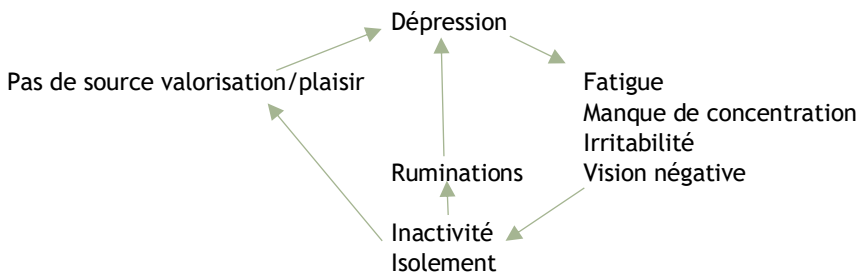 Dépression
Pas de source valorisation/plaisir
Fatigue
Manque de concentration
Irritabilité
Vision négative
Ruminations
Inactivité
Isolement